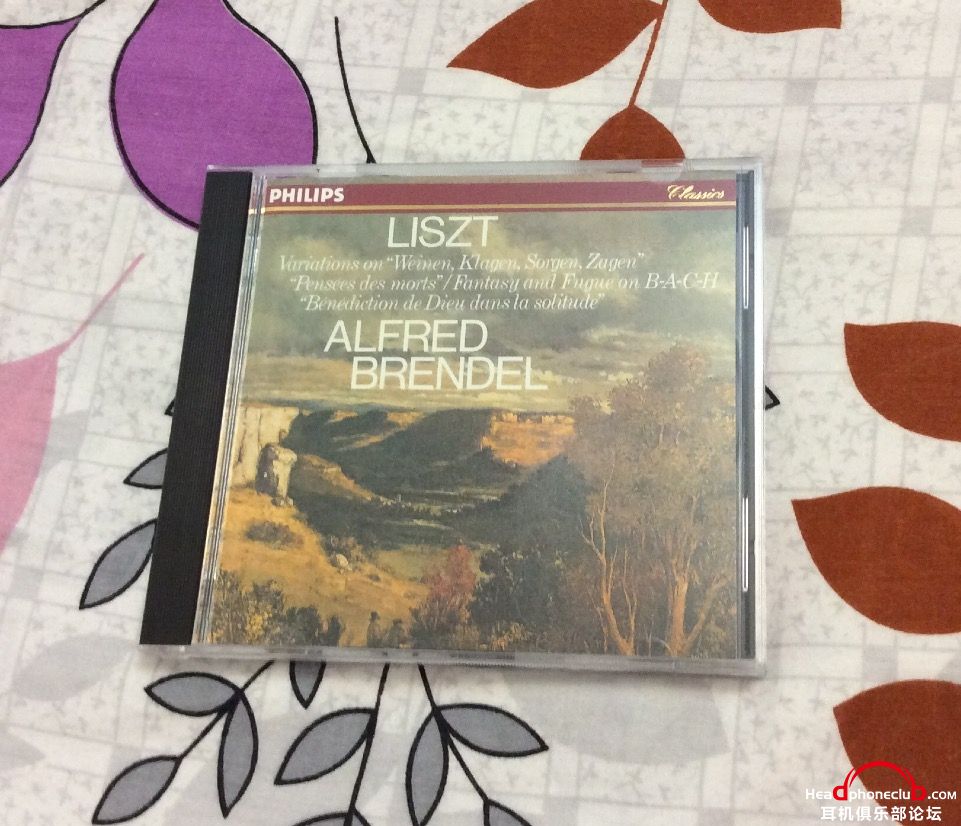 PHILIPS
Classics
LISZT
Variations on "Weinen, Klagen, Sorgen, Zagen"
"Pensées des morts"/Fantasy and Fugue on B-A-C-H
"Bénédiction de Dieu dans la solitude"
ALFRED
BRENDEL
Headphoneclub.com
耳机俱乐部论坛